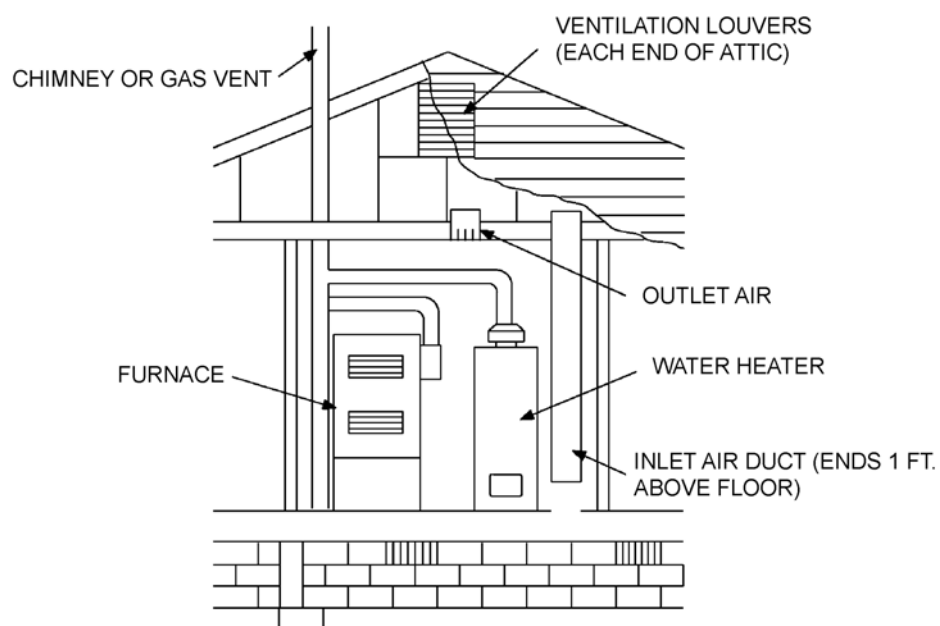 VENTILATION LOUVERS
(EACH END OF ATTIC)
CHIMNEY OR GAS VENT
OUTLET AIR
FURNACE
WATER HEATER
INLET AIR DUCT (ENDS 1 FT.
ABOVE FLOOR)